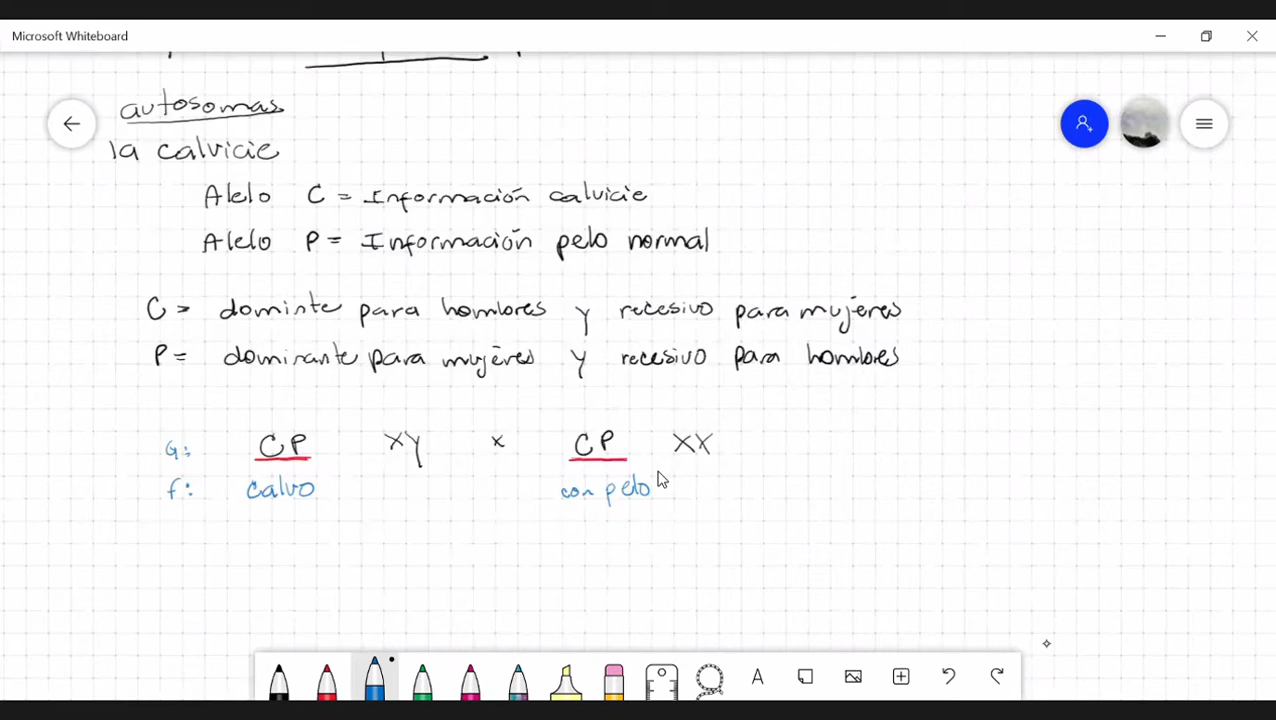 Microsoft Whiteboard
autosomas
la calvicie
Alelo C = Información calvicie
Alelo P = Información pelo normal
C = dominte para hombres y recesivo para mujeres
P = dominante para mujeres y recesivo para hombres
G: CP XY x CP XX
f: calvo con pelo
A